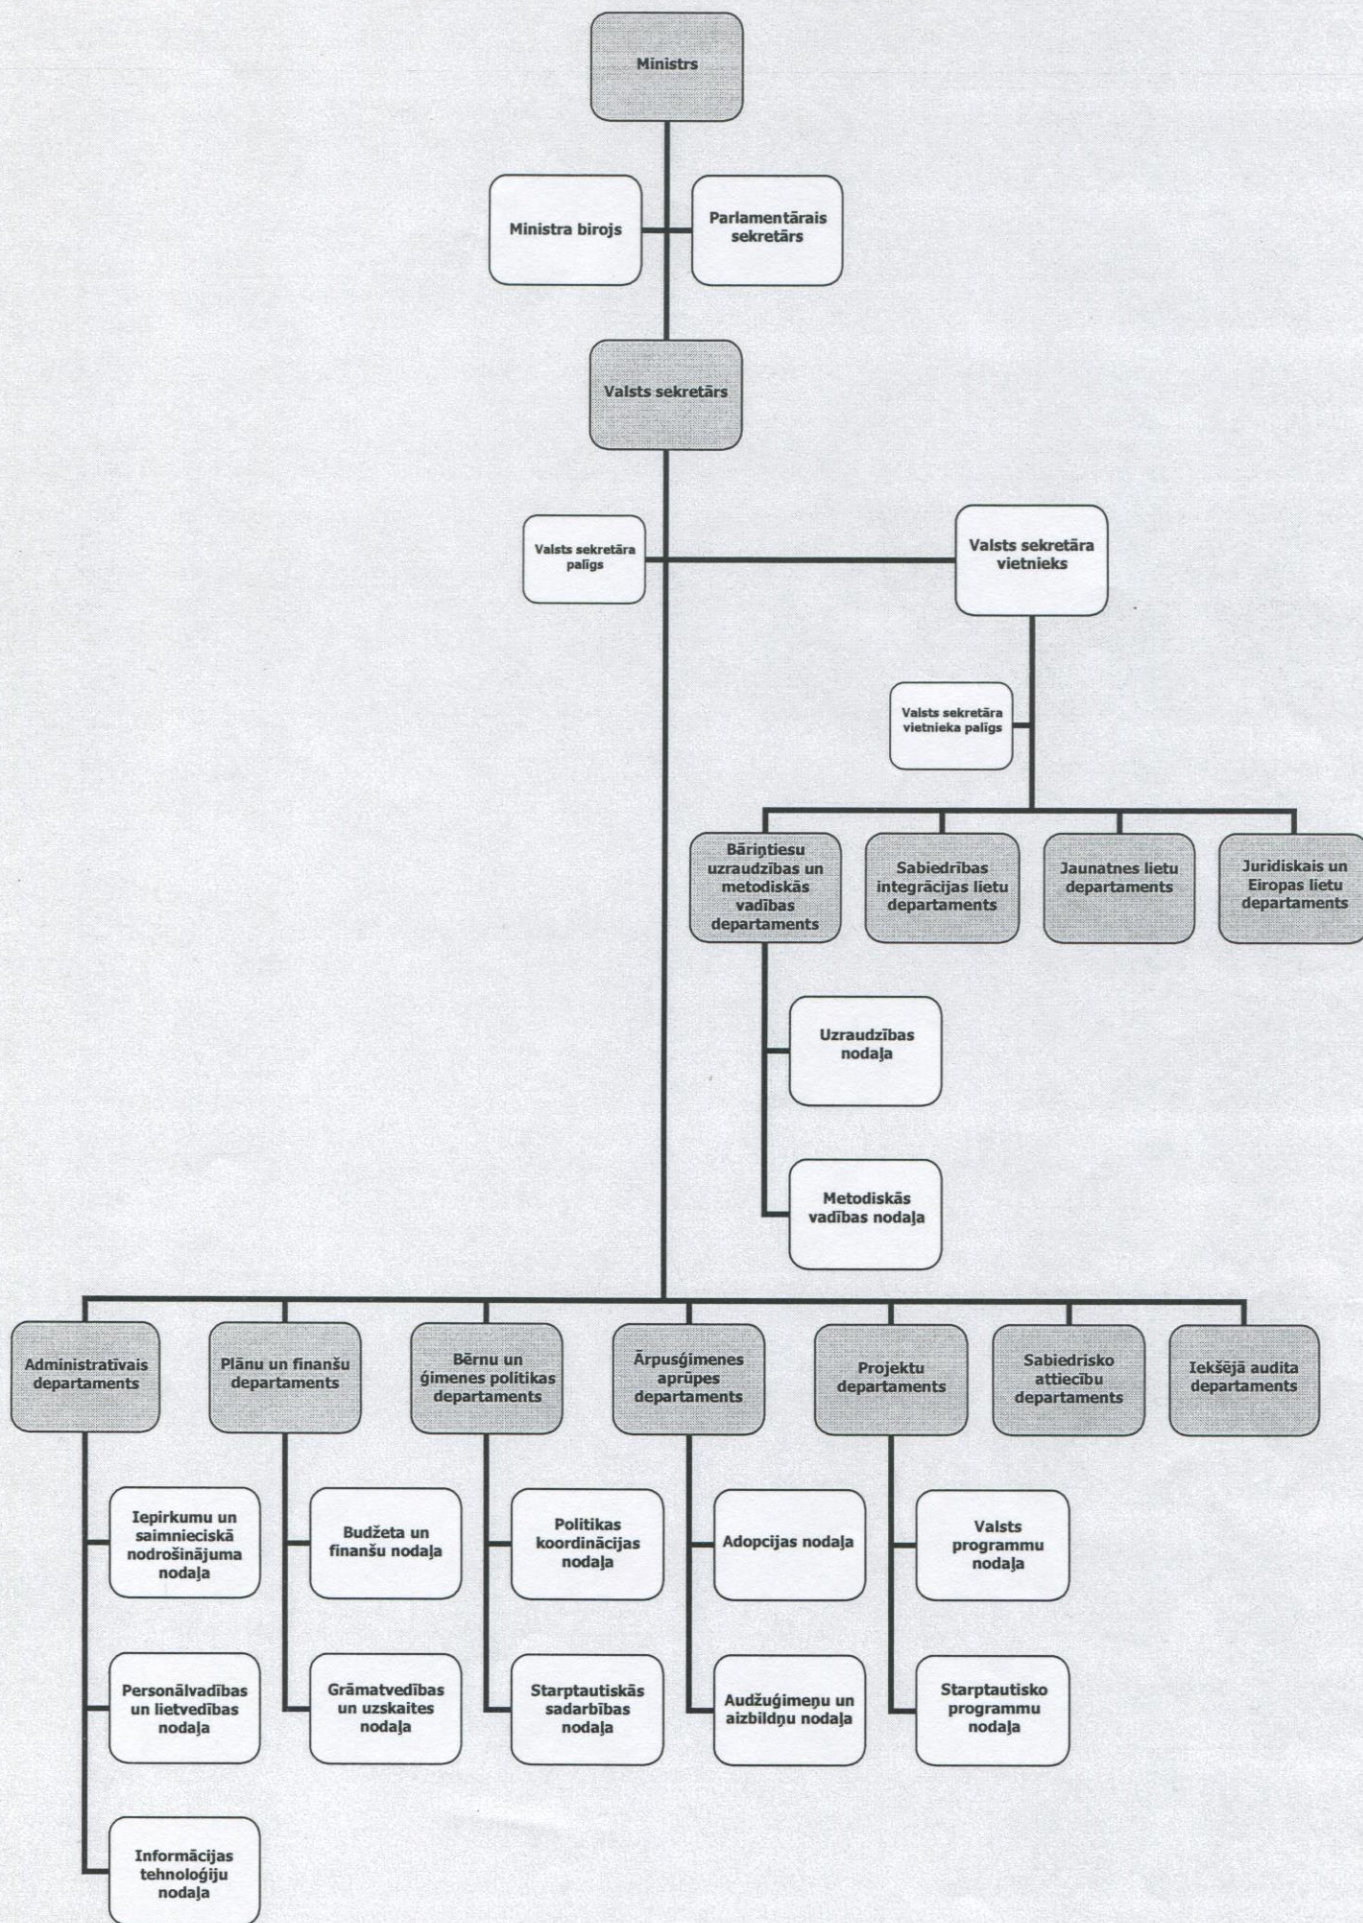 Ministrs
Ministra birojs
Parlamentārais
sekretārs
Valsts sekretārs
Valsts sekretāra
palīgs
Valsts sekretāra
vietnieks
Valsts sekretāra
vietnieka palīgs
Bāriņtiesu
uzraudzības un
metodiskās
vadības
departaments
Sabiedrības
integrācijas lietu
departaments
Jaunatnes lietu
departaments
Juridiskais un
Eiropas lietu
departaments
Uzraudzības
nodaļa
Metodiskās
vadības nodaļa
Administratīvais
departaments
Plānu un finanšu
departaments
Bērnu un
ģimenes politikas
departaments
Ārpusģimenes
aprūpes
departaments
Projektu
departaments
Sabiedrisko
attiecību
departaments
Iekšējā audita
departaments
Iepirkumu un
saimnieciskā
nodrošinājuma
nodaļa
Budžeta un
finanšu nodaļa
Politikas
koordinācijas
nodaļa
Adopcijas nodaļa
Valsts
programmu
nodaļa
Personālvadības
un lietvedības
nodaļa
Grāmatvedības
un uzskaites
nodaļa
Starptautiskās
sadarbības
nodaļa
Audžuģimeņu un
aizbildņu nodaļa
Starptautisko
programmu
nodaļa
Informācijas
tehnoloģiju
nodaļa